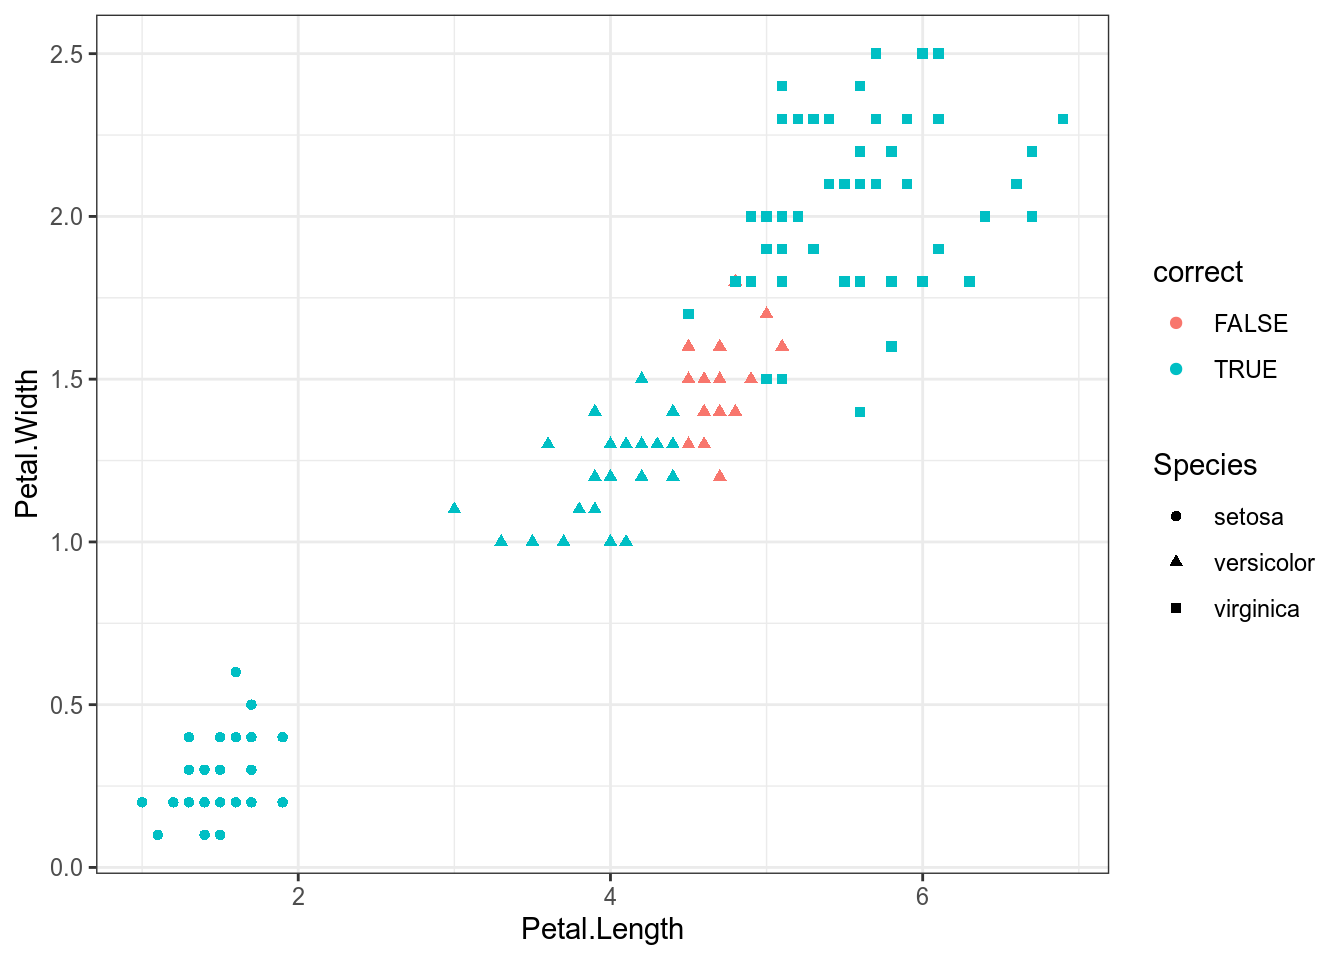 2.5
2.0
1.5
1.0
0.5
0.0
Petal.Width
2 4 6
Petal.Length
correct
FALSE
TRUE
Species
setosa
versicolor
virginica